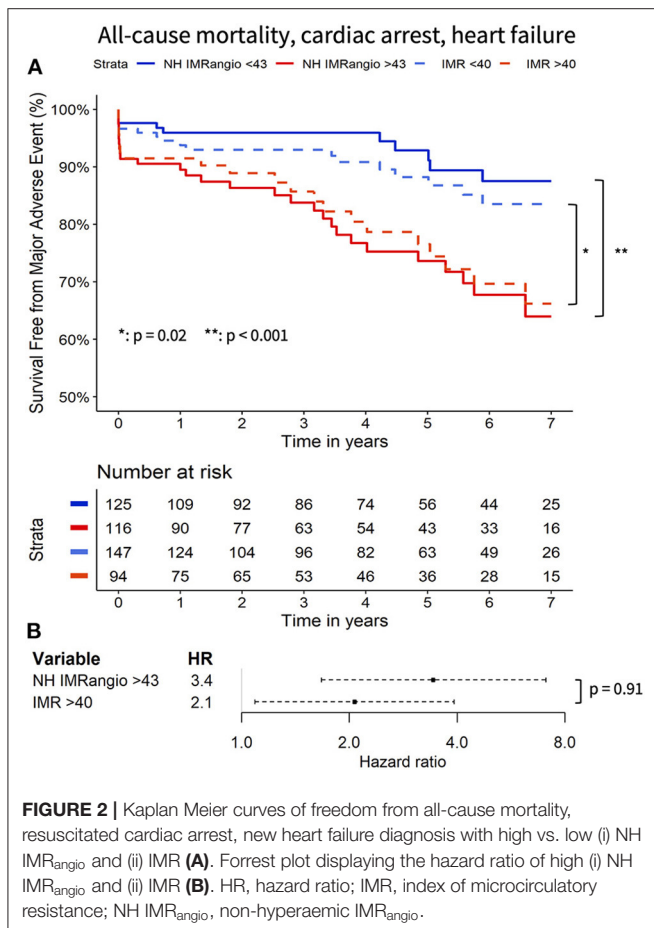 All-cause mortality, cardiac arrest, heart failure
A
Strata NH IMRangio <43 NH IMRangio >43 IMR <40 IMR >40
Survival Free from Major Adverse Event (%)
100%
90%
80%
70%
60%
50%
* **
*: p = 0.02 **: p < 0.001
0 1 2 3 4 5 6 7
Time in years
Number at risk
Strata
125 109 92 86 74 56 44 25
116 90 77 63 54 43 33 16
147 124 104 96 82 63 49 26
94 75 65 53 46 36 28 15
0 1 2 3 4 5 6 7
Time in years
B
Variable HR
NH IMRangio >43 3.4
IMR >40 2.1
p = 0.91
1.0 2.0 4.0 8.0
Hazard ratio
FIGURE 2 | Kaplan Meier curves of freedom from all-cause mortality,
resuscitated cardiac arrest, new heart failure diagnosis with high vs. low (i) NH
IMRangio and (ii) IMR (A). Forrest plot displaying the hazard ratio of high (i) NH
IMRangio and (ii) IMR (B). HR, hazard ratio; IMR, index of microcirculatory
resistance; NH IMRangio, non-hyperaemic IMRangio.